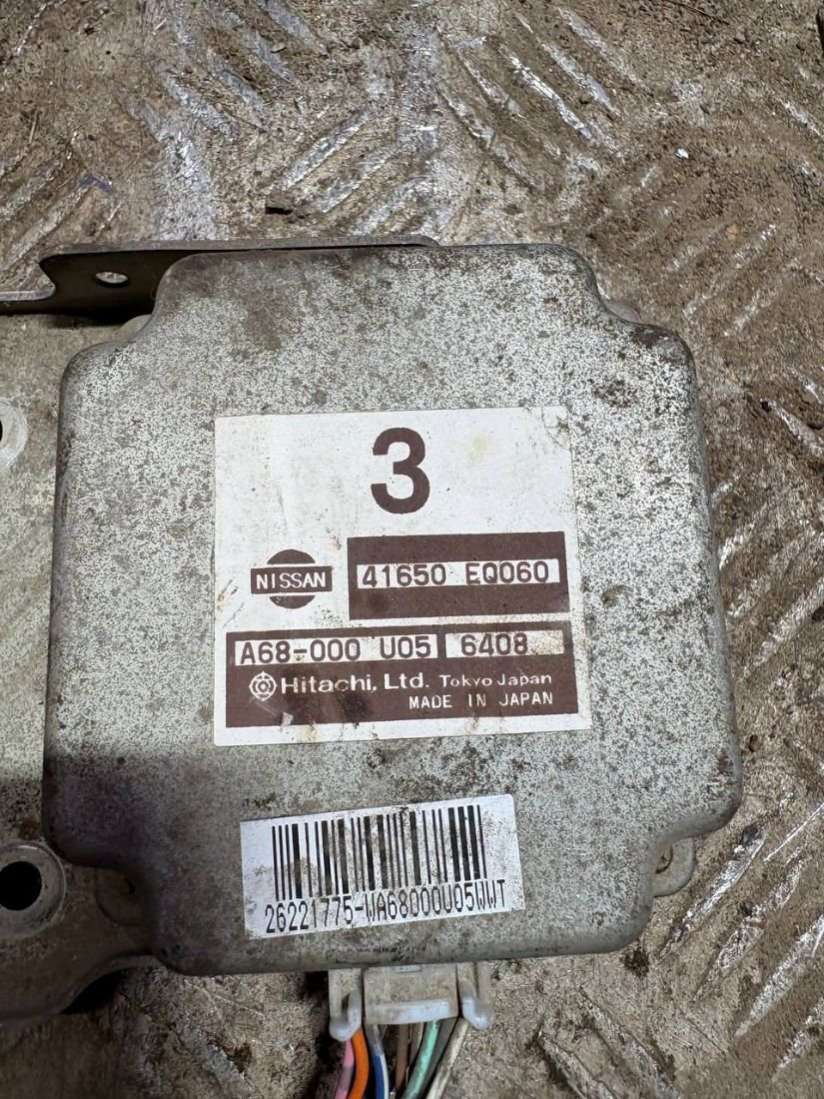 3
NISSAN 41650 EQ060
A68-000 U05 6408
Hitachi, Ltd. Tokyo Japan
MADE IN JAPAN
26221775-WA68000U05WWT